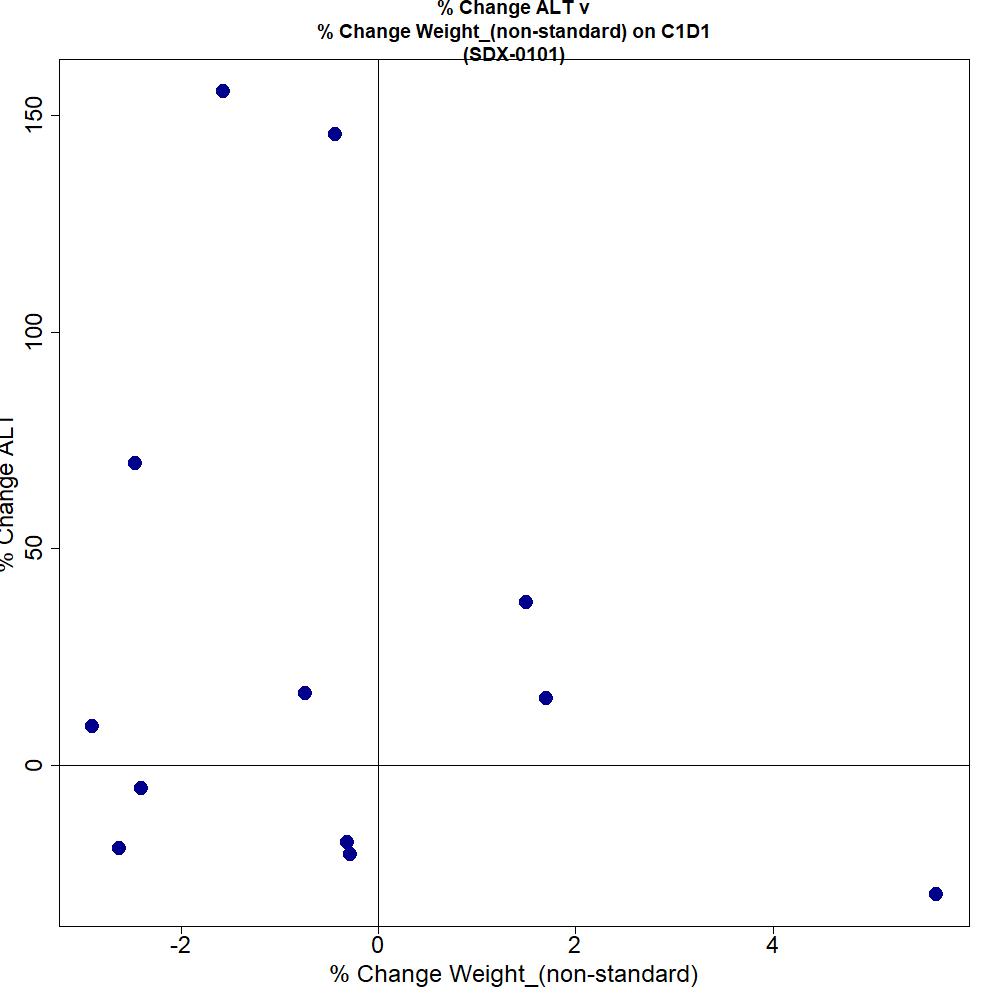 % Change ALT v
% Change Weight_(non-standard) on C1D1
(SDX-0101)
% Change ALT
150
100
50
0
-2
0
2
4
% Change Weight_(non-standard)